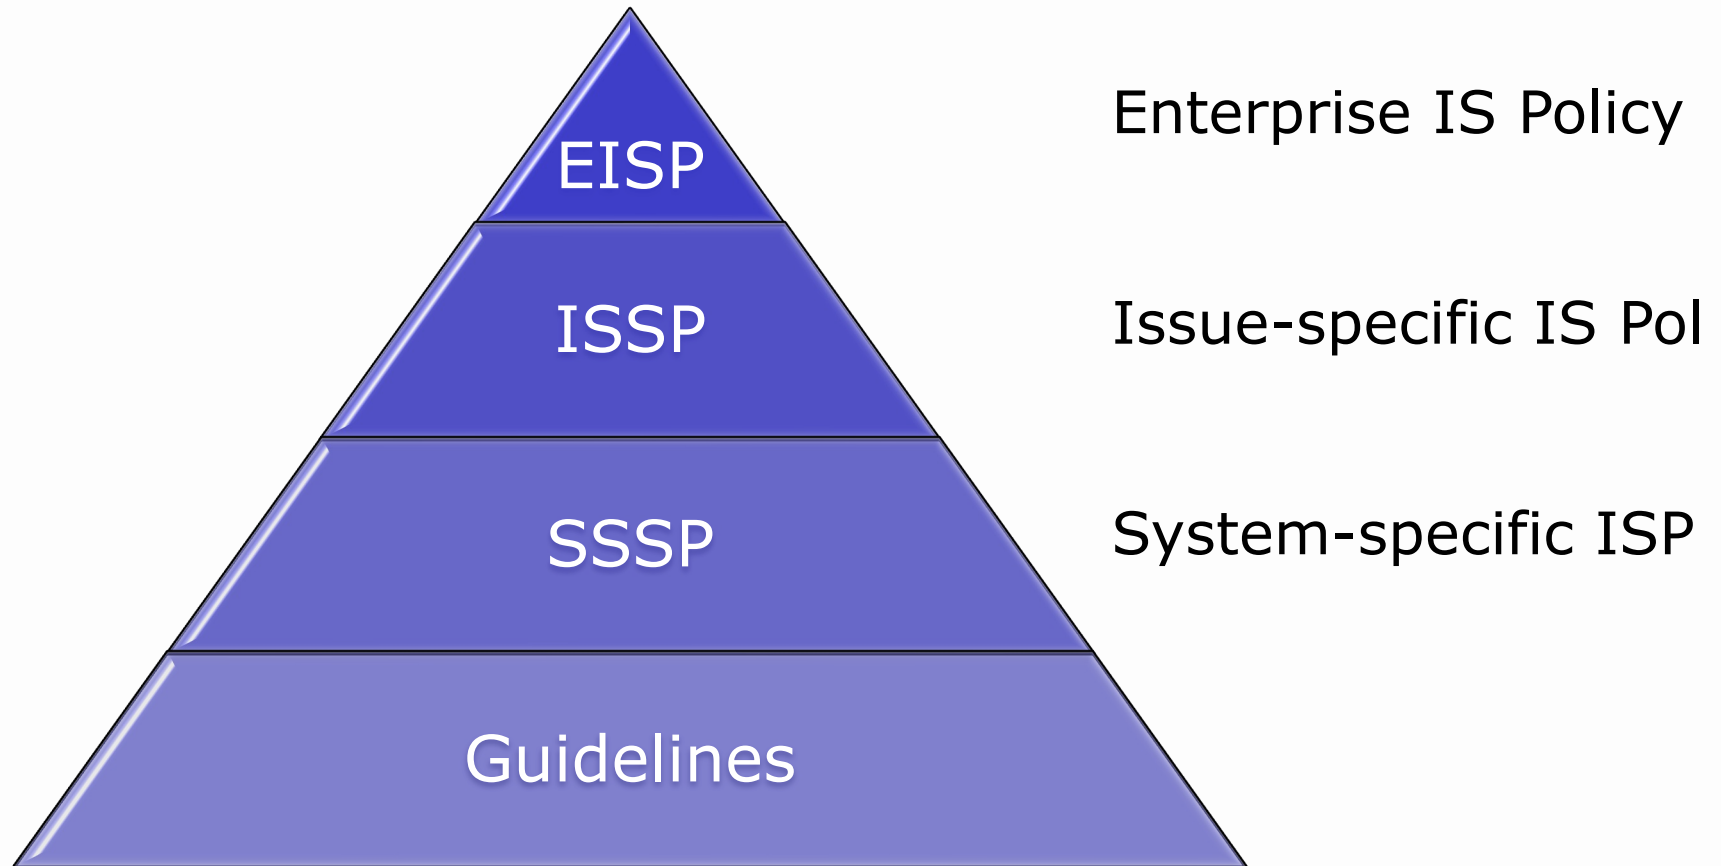 EISP
Enterprise IS Policy
ISSP
Issue-specific IS Pol
SSSP
System-specific ISP
Guidelines